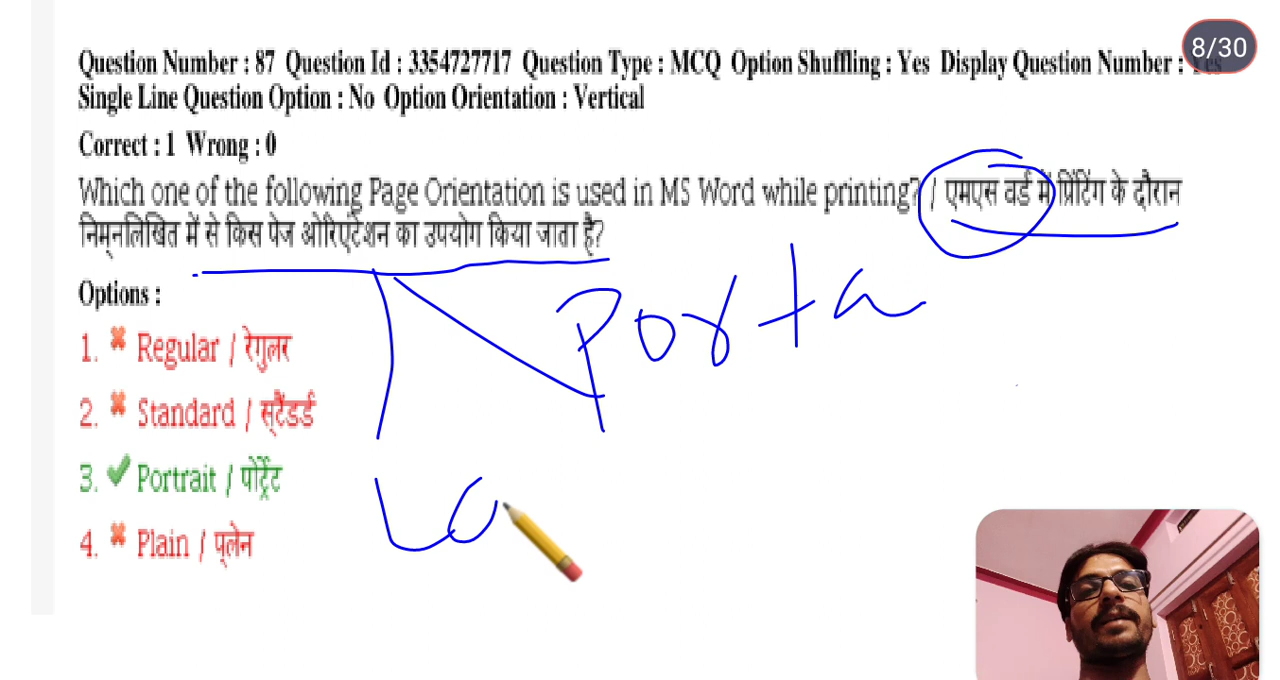 8/30
Question Number : 87 Question Id : 3354727717 Question Type : MCQ Option Shuffling : Yes Display Question Number : Yes
Single Line Question Option : No Option Orientation : Vertical
Correct : 1 Wrong : 0
Which one of the following Page Orientation is used in MS Word while printing? / एमएस वर्ड में प्रिंटिंग के दौरान
निम्नलिखित में से किस पेज ओरिएंटेशन का उपयोग किया जाता है?
Options :
Porta
1. Regular / रेगुलर
2. Standard / स्टैंडर्ड
3. Portrait / पोर्ट्रेट
La
4. Plain / प्लेन